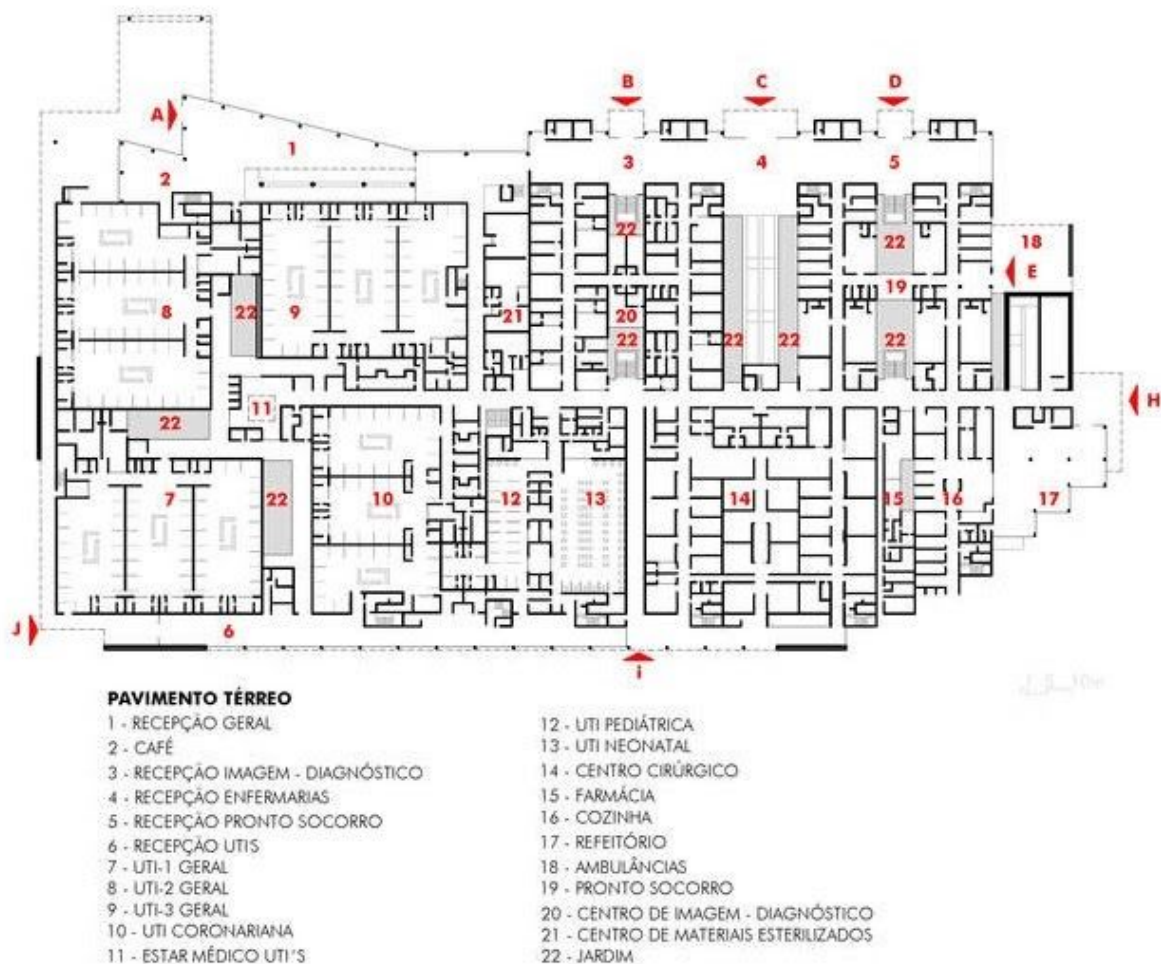 B
C
D
A
1
3
4
5
2
22
22
18
E
19
8
22
9
21
20
22
22
22
22
11
H
22
7
22
10
12
13
14
15
16
17
J
6
i
10m
PAVIMENTO TÉRREO
1 - RECEPÇÃO GERAL
2 - CAFÉ
3 - RECEPÇÃO IMAGEM - DIAGNÓSTICO
4 - RECEPÇÃO ENFERMARIAS
5 - RECEPÇÃO PRONTO SOCORRO
6 - RECEPÇÃO UTIS
7 - UTI-1 GERAL
8 - UTI-2 GERAL
9 - UTI-3 GERAL
10 - UTI CORONARIANA
11 - ESTAR MÉDICO UTI'S
12 - UTI PEDIÁTRICA
13 - UTI NEONATAL
14 - CENTRO CIRÚRGICO
15 - FARMÁCIA
16 - COZINHA
17 - REFEITÓRIO
18 - AMBULÂNCIAS
19 - PRONTO SOCORRO
20 - CENTRO DE IMAGEM - DIAGNÓSTICO
21 - CENTRO DE MATERIAIS ESTERILIZADOS
22 - JARDIM